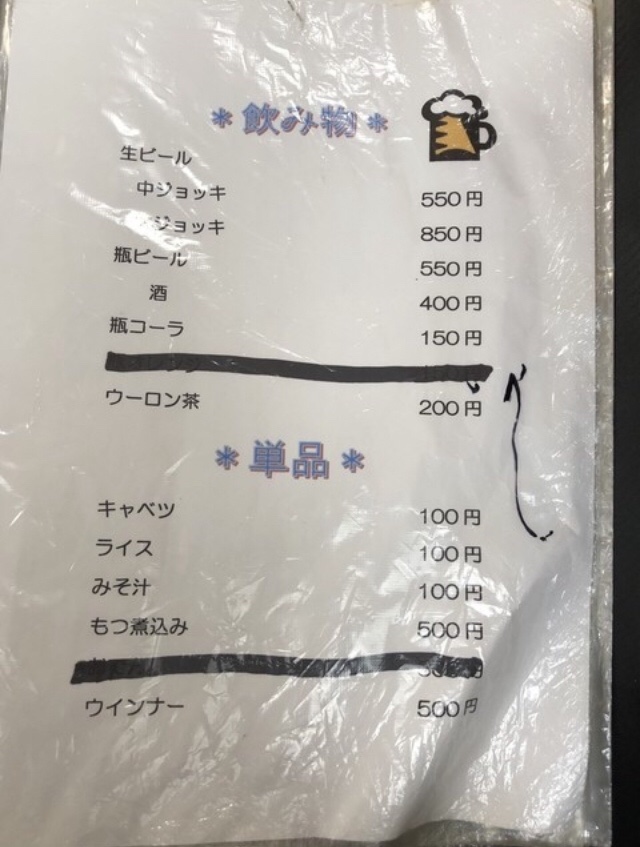 ＊飲み物＊
生ビール
中ジョッキ 550円
ジョッキ 850円
瓶ビール 550円
酒 400円
瓶コーラ 150円
ウーロン茶 200円
＊単品＊
キャベツ 100円
ライス 100円
みそ汁 100円
もつ煮込み 500円
ウインナー 500円